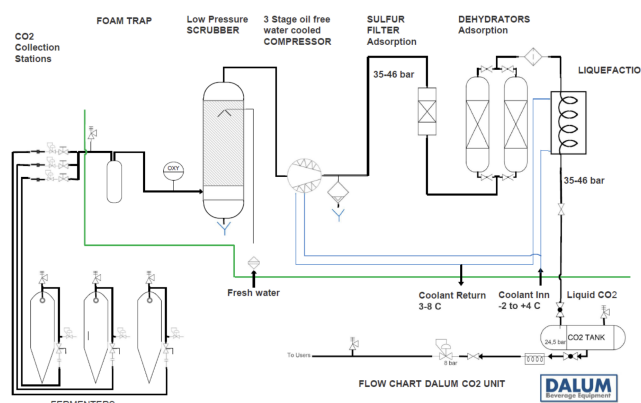 CO2
Collection
Stations
FOAM TRAP
Low Pressure
SCRUBBER
3 Stage oil free
water cooled
COMPRESSOR
SULFUR
FILTER
Adsorption
DEHYDRATORS
Adsorption
LIQUEFACTIO
35-46 bar
OXY
35-46 bar
Fresh water
Coolant Return
3-8 C
Coolant Inn
-2 to +4 C
Liquid CO2
CO2 TANK
24,5 bar
To Users
8 bar
FLOW CHART DALUM CO2 UNIT
DALUM
Beverage Equipment
FERMENTERS